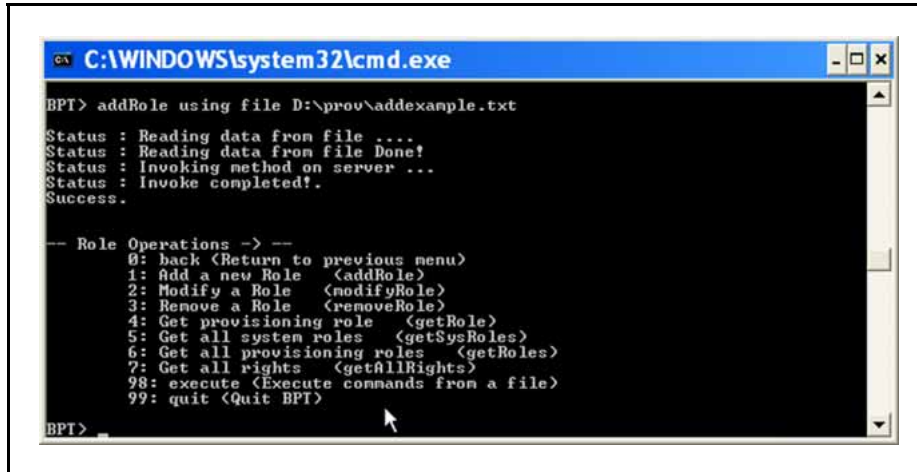 C:\WINDOWS\system32\cmd.exe
BPT> addRole using file D:\prov\addexample.txt
Status : Reading data from file ....
Status : Reading data from file Done!
Status : Invoking method on server ...
Status : Invoke completed!.
Success.
-- Role Operations -> --
0: back (Return to previous menu)
1: Add a new Role (addRole)
2: Modify a Role (modifyRole)
3: Remove a Role (removeRole)
4: Get provisioning role (getRole)
5: Get all system roles (getSysRoles)
6: Get all provisioning roles (getRoles)
7: Get all rights (getAllRights)
98: execute (Execute commands from a file)
99: quit (Quit BPT)
BPT> _